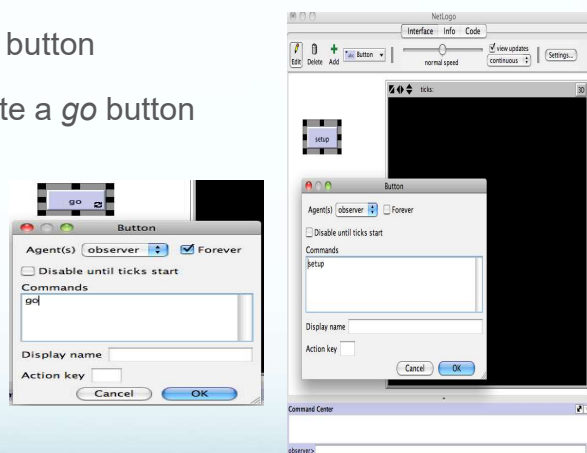 button
te a go button
go
Button
Agent(s) observer Forever
Disable until ticks start
Commands
go
Display name
Action key
Cancel OK
NetLogo
Interface Info Code
Edit Delete Add Button normal speed view updates continuous Settings...
ticks: 3D
setup
Button
Agent(s) observer Forever
Disable until ticks start
Commands
setup
Display name
Action key
Cancel OK
Command Center
observer>